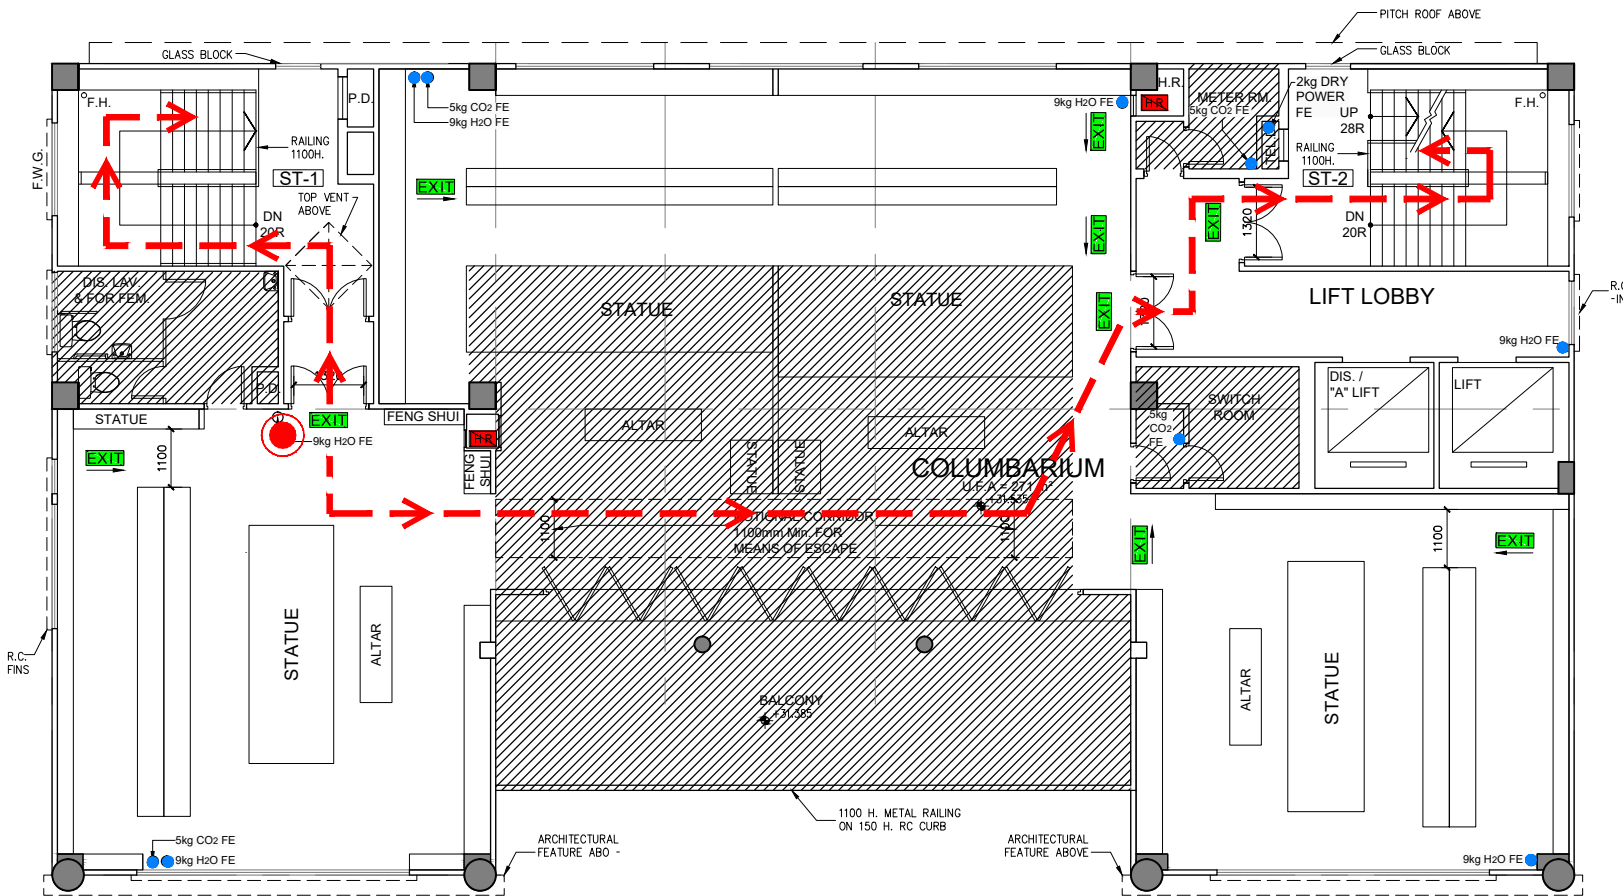 PITCH ROOF ABOVE
GLASS BLOCK
GLASS BLOCK
F.H.
P.D.
5kg CO2 FE
9kg H2O FE
9kg H2O FE
H.R.
H.R.
METER RM.
5kg CO2 FE
TEL.
2kg DRY
POWER
FE
UP
28R
F.H.
RAILING
1100H.
RAILING
1100H.
F.W.G.
ST-1
ST-2
EXIT
EXIT
EXIT
EXIT
TOP VENT
ABOVE
DN
20R
DN
20R
1320
DIS. LAV.
& FOR FEM.
STATUE
STATUE
EXIT
LIFT LOBBY
9kg H2O FE
P.D.
DIS. /
"A" LIFT
LIFT
SWITCH
ROOM
5kg
CO2
FE
STATUE
EXIT
FENG SHUI
ALTAR
ALTAR
9kg H2O FE
H.R.
FENG
SHUI
STATUE
STATUE
COLUMBARIUM
EXIT
1100
1100
1100
1100mm Min. FOR
MEANS OF ESCAPE
EXIT
1100
EXIT
STATUE
ALTAR
ALTAR
STATUE
R.C.
FINS
BALCONY
+31.385
1100 H. METAL RAILING
ON 150 H. RC CURB
5kg CO2 FE
9kg H2O FE
ARCHITECTURAL
FEATURE ABO -
ARCHITECTURAL
FEATURE ABOVE
9kg H2O FE